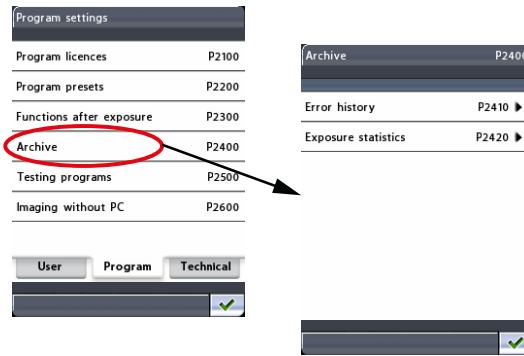 Program settings
Program licences P2100
Program presets P2200
Functions after exposure P2300
Archive P2400
Testing programs P2500
Imaging without PC P2600
User Program Technical
Archive P2400
Error history P2410
Exposure statistics P2420